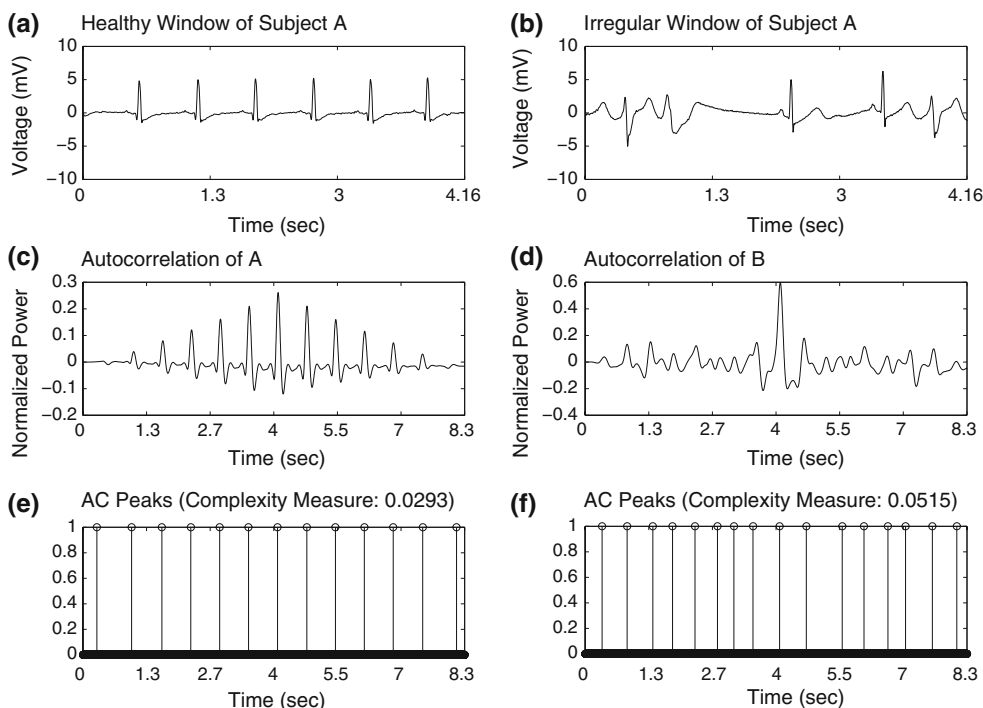 (a) Healthy Window of Subject A
Voltage (mV)
10
5
0
−5
−10
0 1.3 3 4.16
Time (sec)
(b) Irregular Window of Subject A
Voltage (mV)
10
5
0
−5
−10
0 1.3 3 4.16
Time (sec)
(c) Autocorrelation of A
Normalized Power
0.3
0.2
0.1
0
−0.1
−0.2
0 1.3 2.7 4 5.5 7 8.3
Time (sec)
(d) Autocorrelation of B
Normalized Power
0.6
0.4
0.2
0
−0.2
−0.4
0 1.3 2.7 4 5.5 7 8.3
Time (sec)
(e) AC Peaks (Complexity Measure: 0.0293)
1
0.8
0.6
0.4
0.2
0
0 1.3 2.7 4 5.5 7 8.3
Time (sec)
(f) AC Peaks (Complexity Measure: 0.0515)
1
0.8
0.6
0.4
0.2
0
0 1.3 2.7 4 5.5 7 8.3
Time (sec)